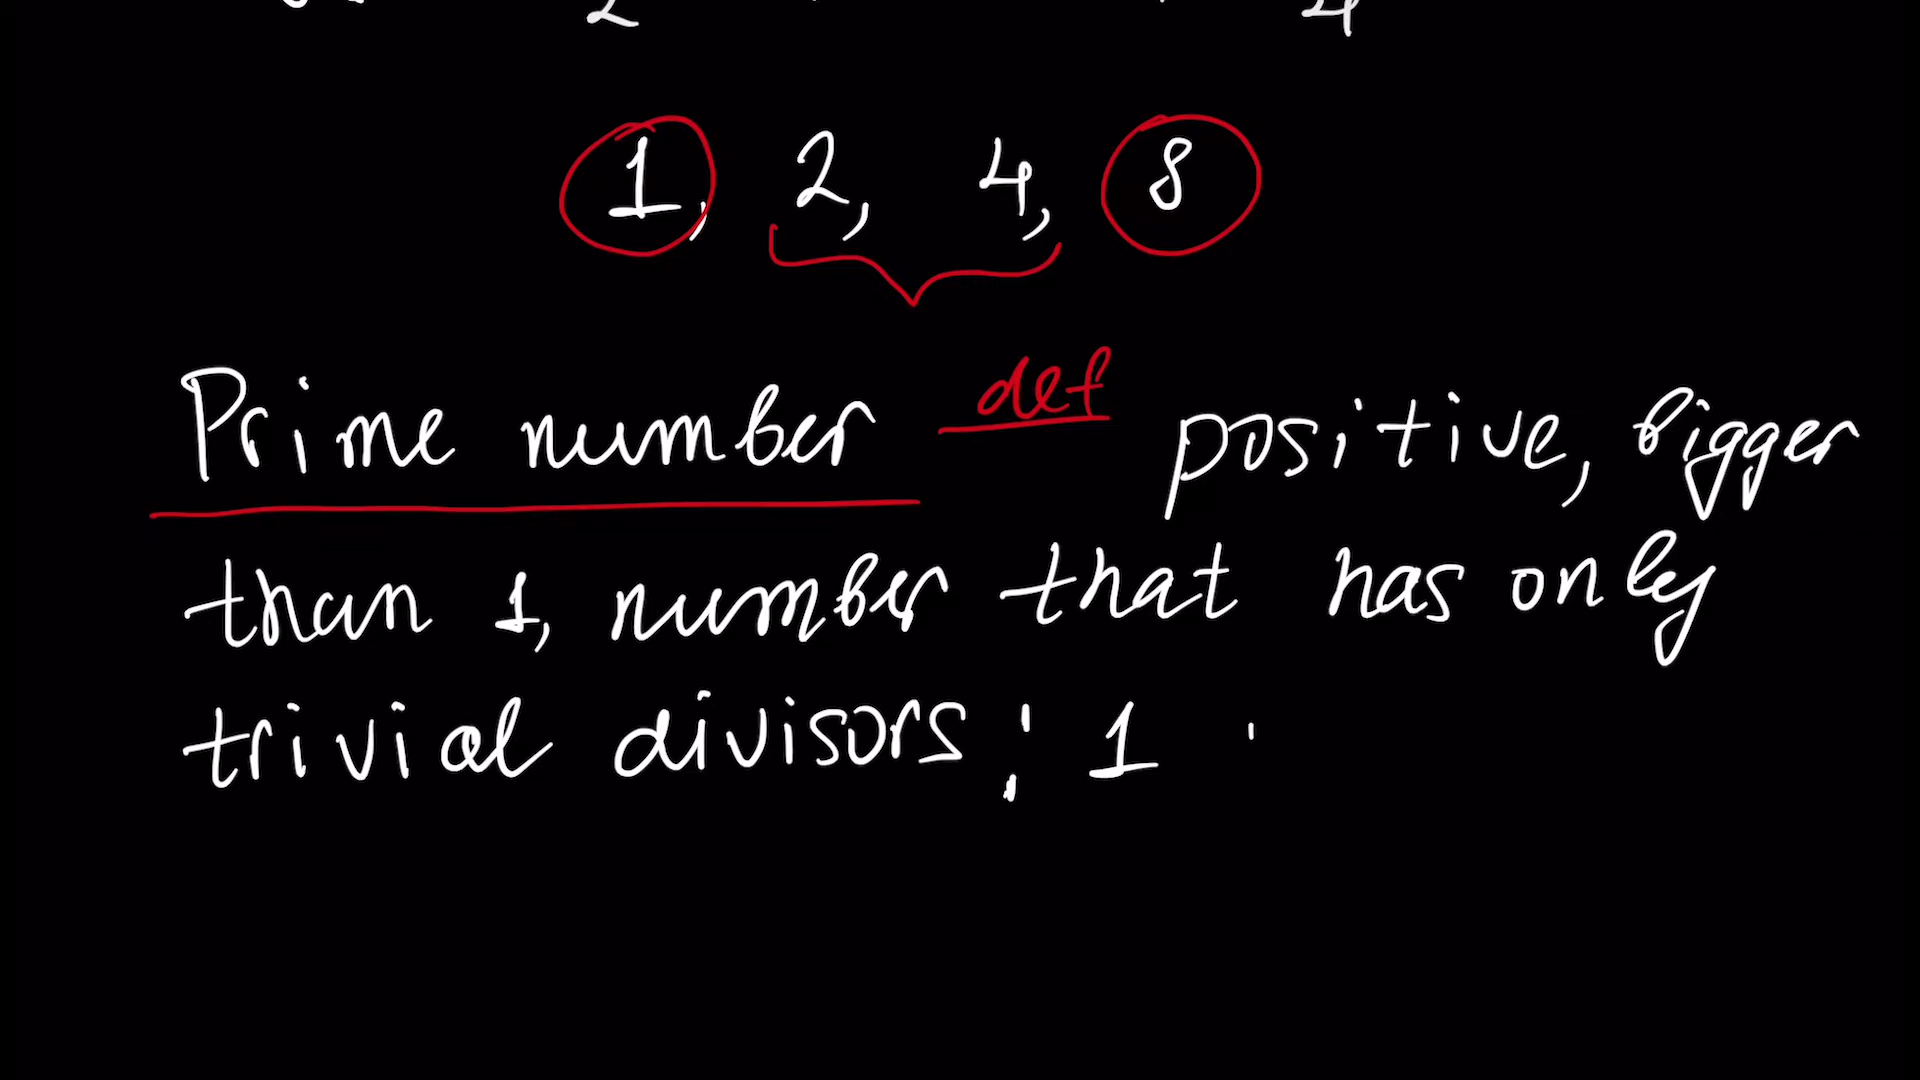 1, 2, 4, 8
Prime number def positive, bigger
than 1, number that has only
trivial divisors: 1